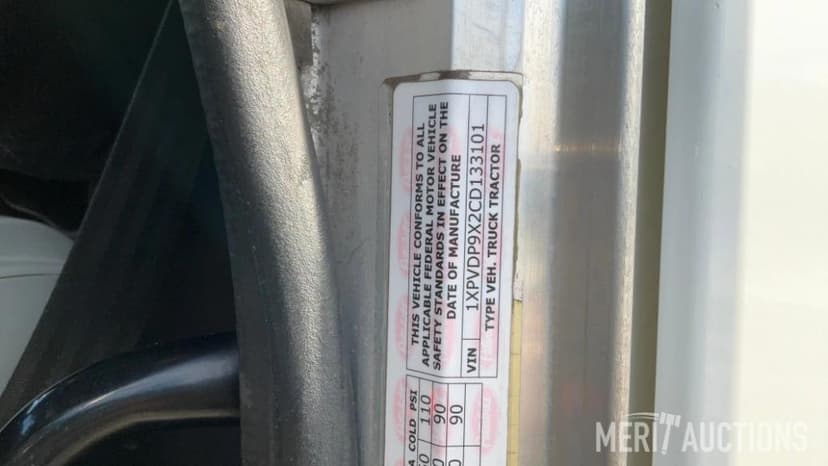 THIS VEHICLE CONFORMS TO ALL
APPLICABLE FEDERAL MOTOR VEHICLE
SAFETY STANDARDS IN EFFECT ON THE
DATE OF MANUFACTURE
VIN 1XPVDP9X2CD133101
TYPE VEH. TRUCK TRACTOR
COLD PSI
110
90
90
MERIT AUCTIONS